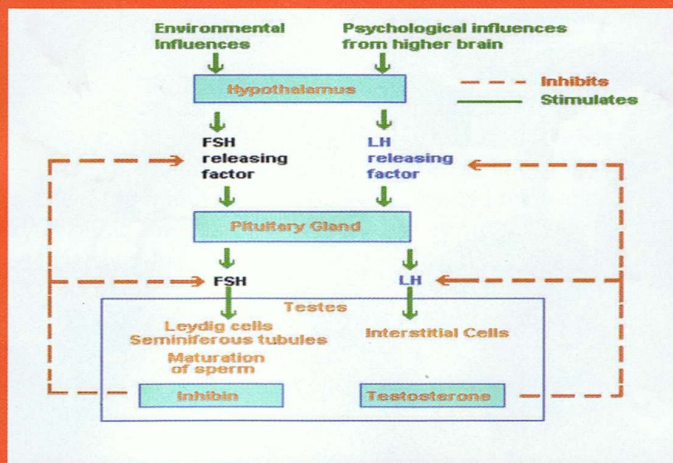 Environmental
Influences
Psychological influences
from higher brain
Hypothalamus
Inhibits
Stimulates
FSH
releasing
factor
LH
releasing
factor
Pituitary Gland
FSH
LH
Testes
Leydig cells
Seminiferous tubules
Maturation
of sperm
Interstitial Cells
Inhibin
Testosterone